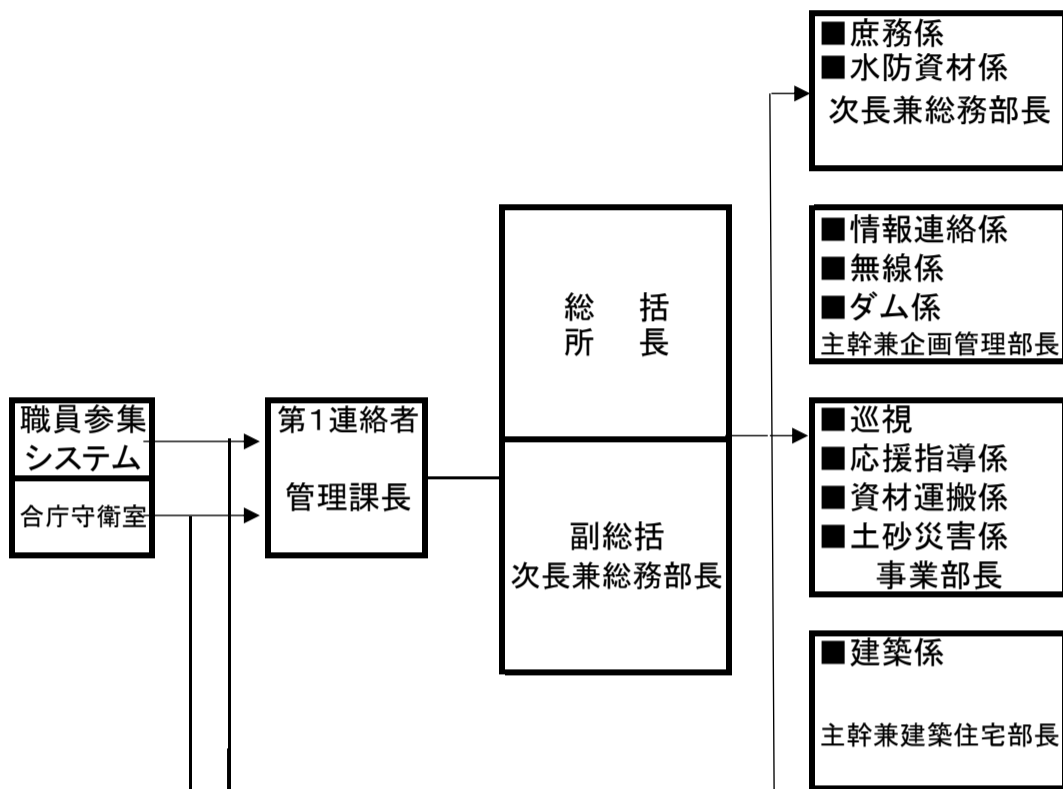 職員参集
システム
合庁守衛室
第1連絡者
管理課長
総　括
所　長
副総括
次長兼総務部長
■庶務係
■水防資材係
次長兼総務部長
■情報連絡係
■無線係
■ダム係
主幹兼企画管理部長
■巡視
■応援指導係
■資材運搬係
■土砂災害係
事業部長
■建築係
主幹兼建築住宅部長